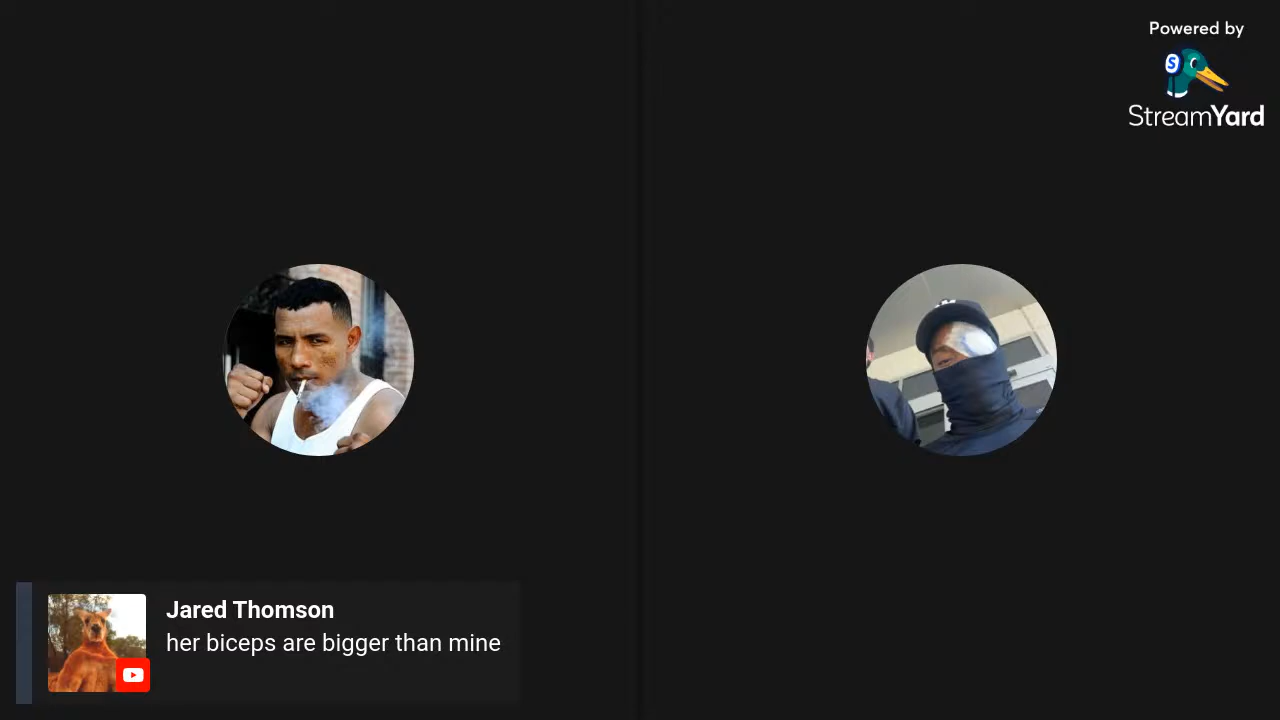 Powered by
StreamYard
Jared Thomson
her biceps are bigger than mine